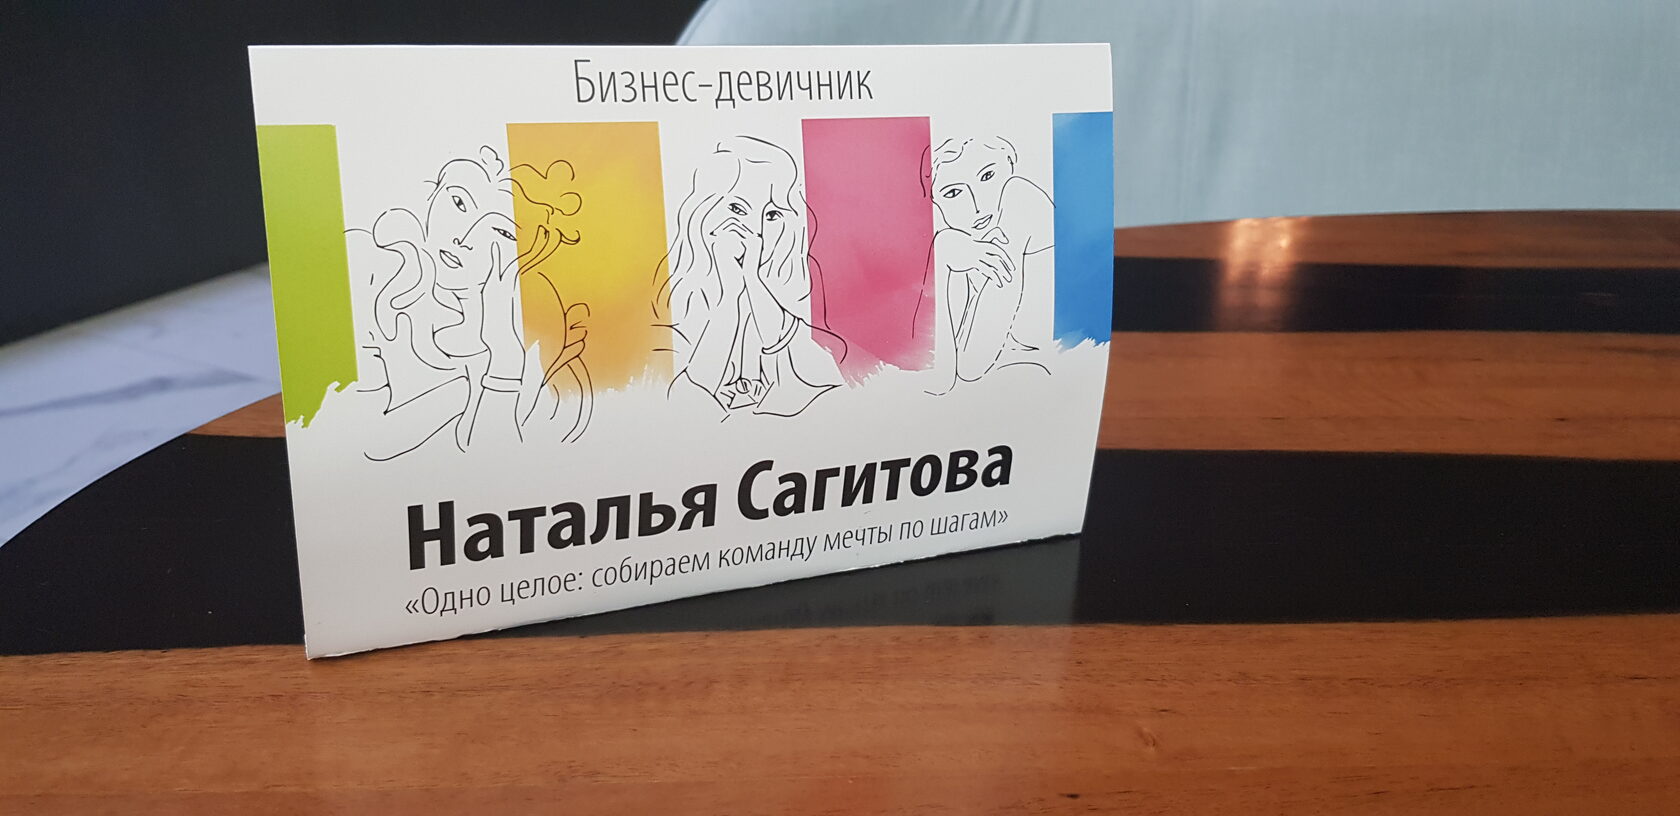 Бизнес-девичник
Наталья Сагитова
«Одно целое: собираем команду мечты по шагам»